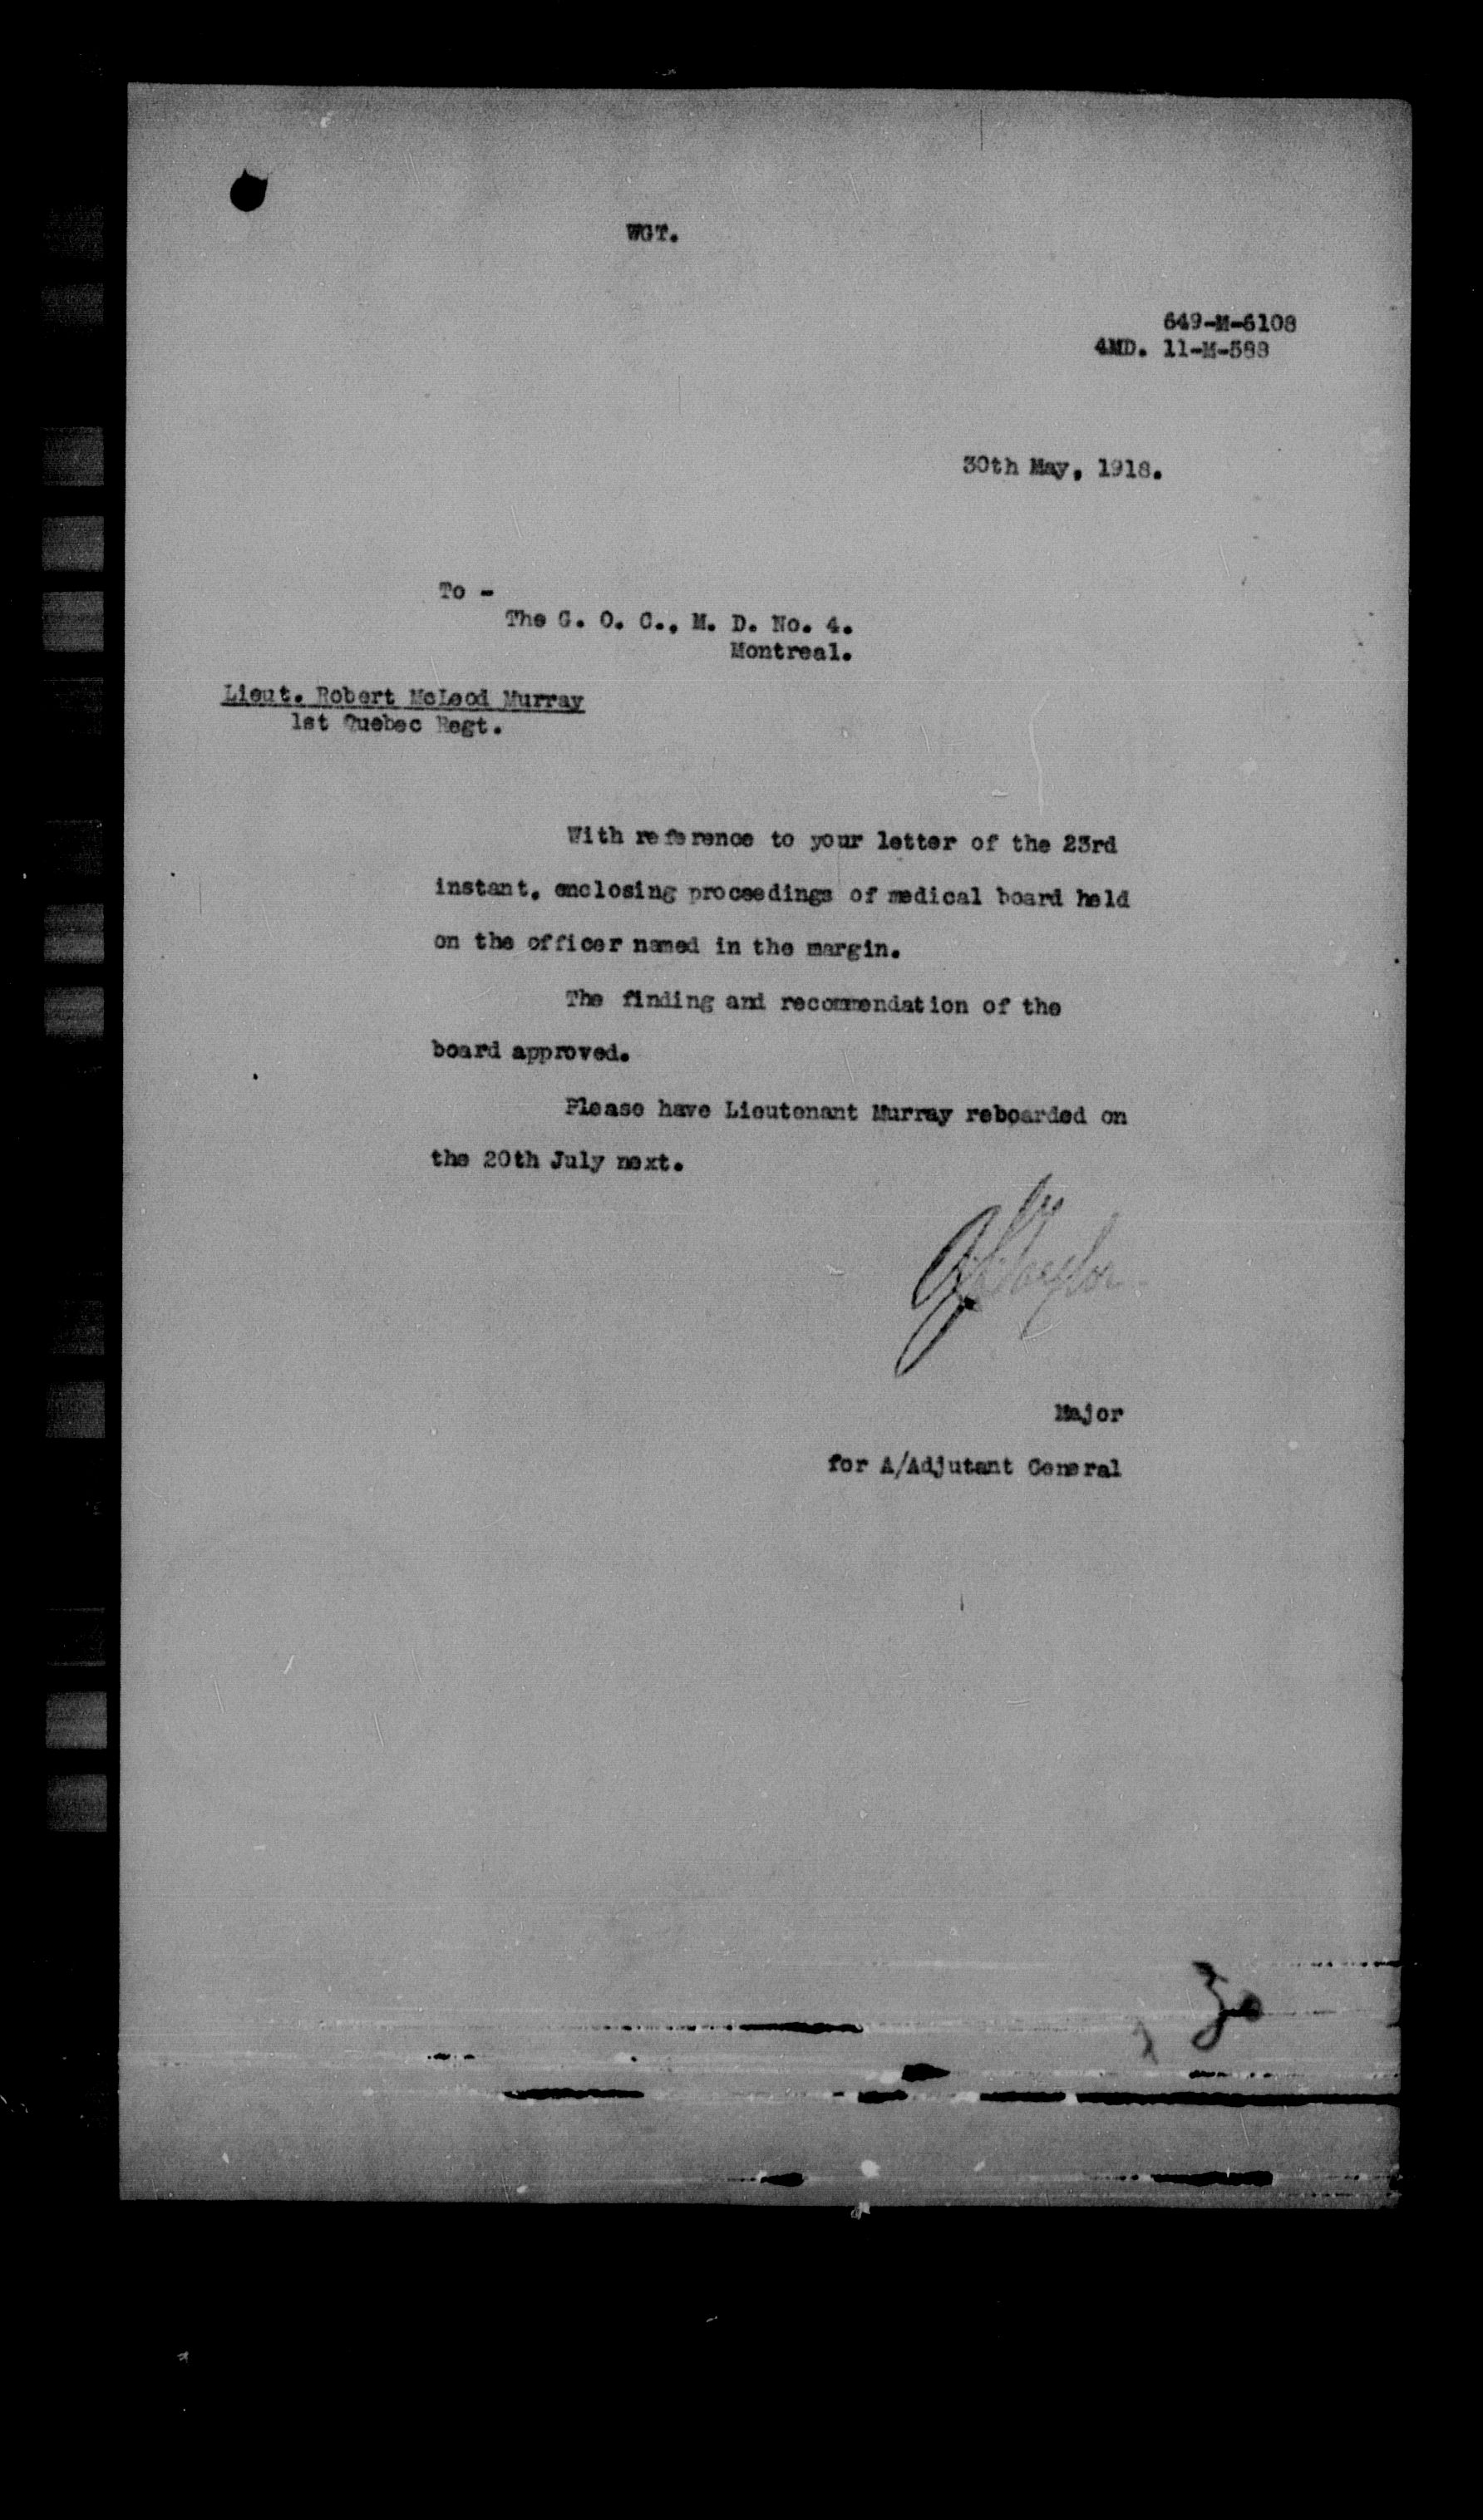 WGT.
649-M-6108
4MD. 11-M-588
30th May, 1918.
To -
The G. O. C., M. D. No. 4.
Montreal.
Lieut. Robert McLeod Murray
1st Quebec Regt.
With reference to your letter of the 23rd
instant, enclosing proceedings of medical board held
on the officer named in the margin.
The finding and recommendation of the
board approved.
Please have Lieutenant Murray reboarded on
the 20th July next.
Major
for A/Adjutant General
30